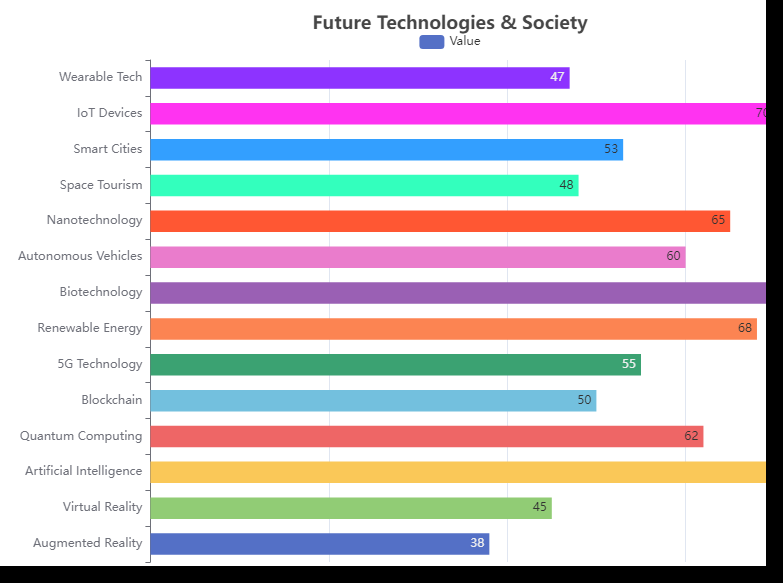 Future Technologies & Society
Value
Wearable Tech 47
IoT Devices
Smart Cities 53
Space Tourism 48
Nanotechnology 65
Autonomous Vehicles 60
Biotechnology
Renewable Energy 68
5G Technology 55
Blockchain 50
Quantum Computing 62
Artificial Intelligence
Virtual Reality 45
Augmented Reality 38